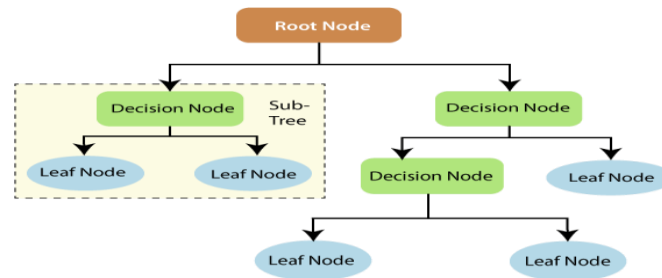 Root Node
Decision Node
Sub-
Tree
Decision Node
Leaf Node
Leaf Node
Decision Node
Leaf Node
Leaf Node
Leaf Node